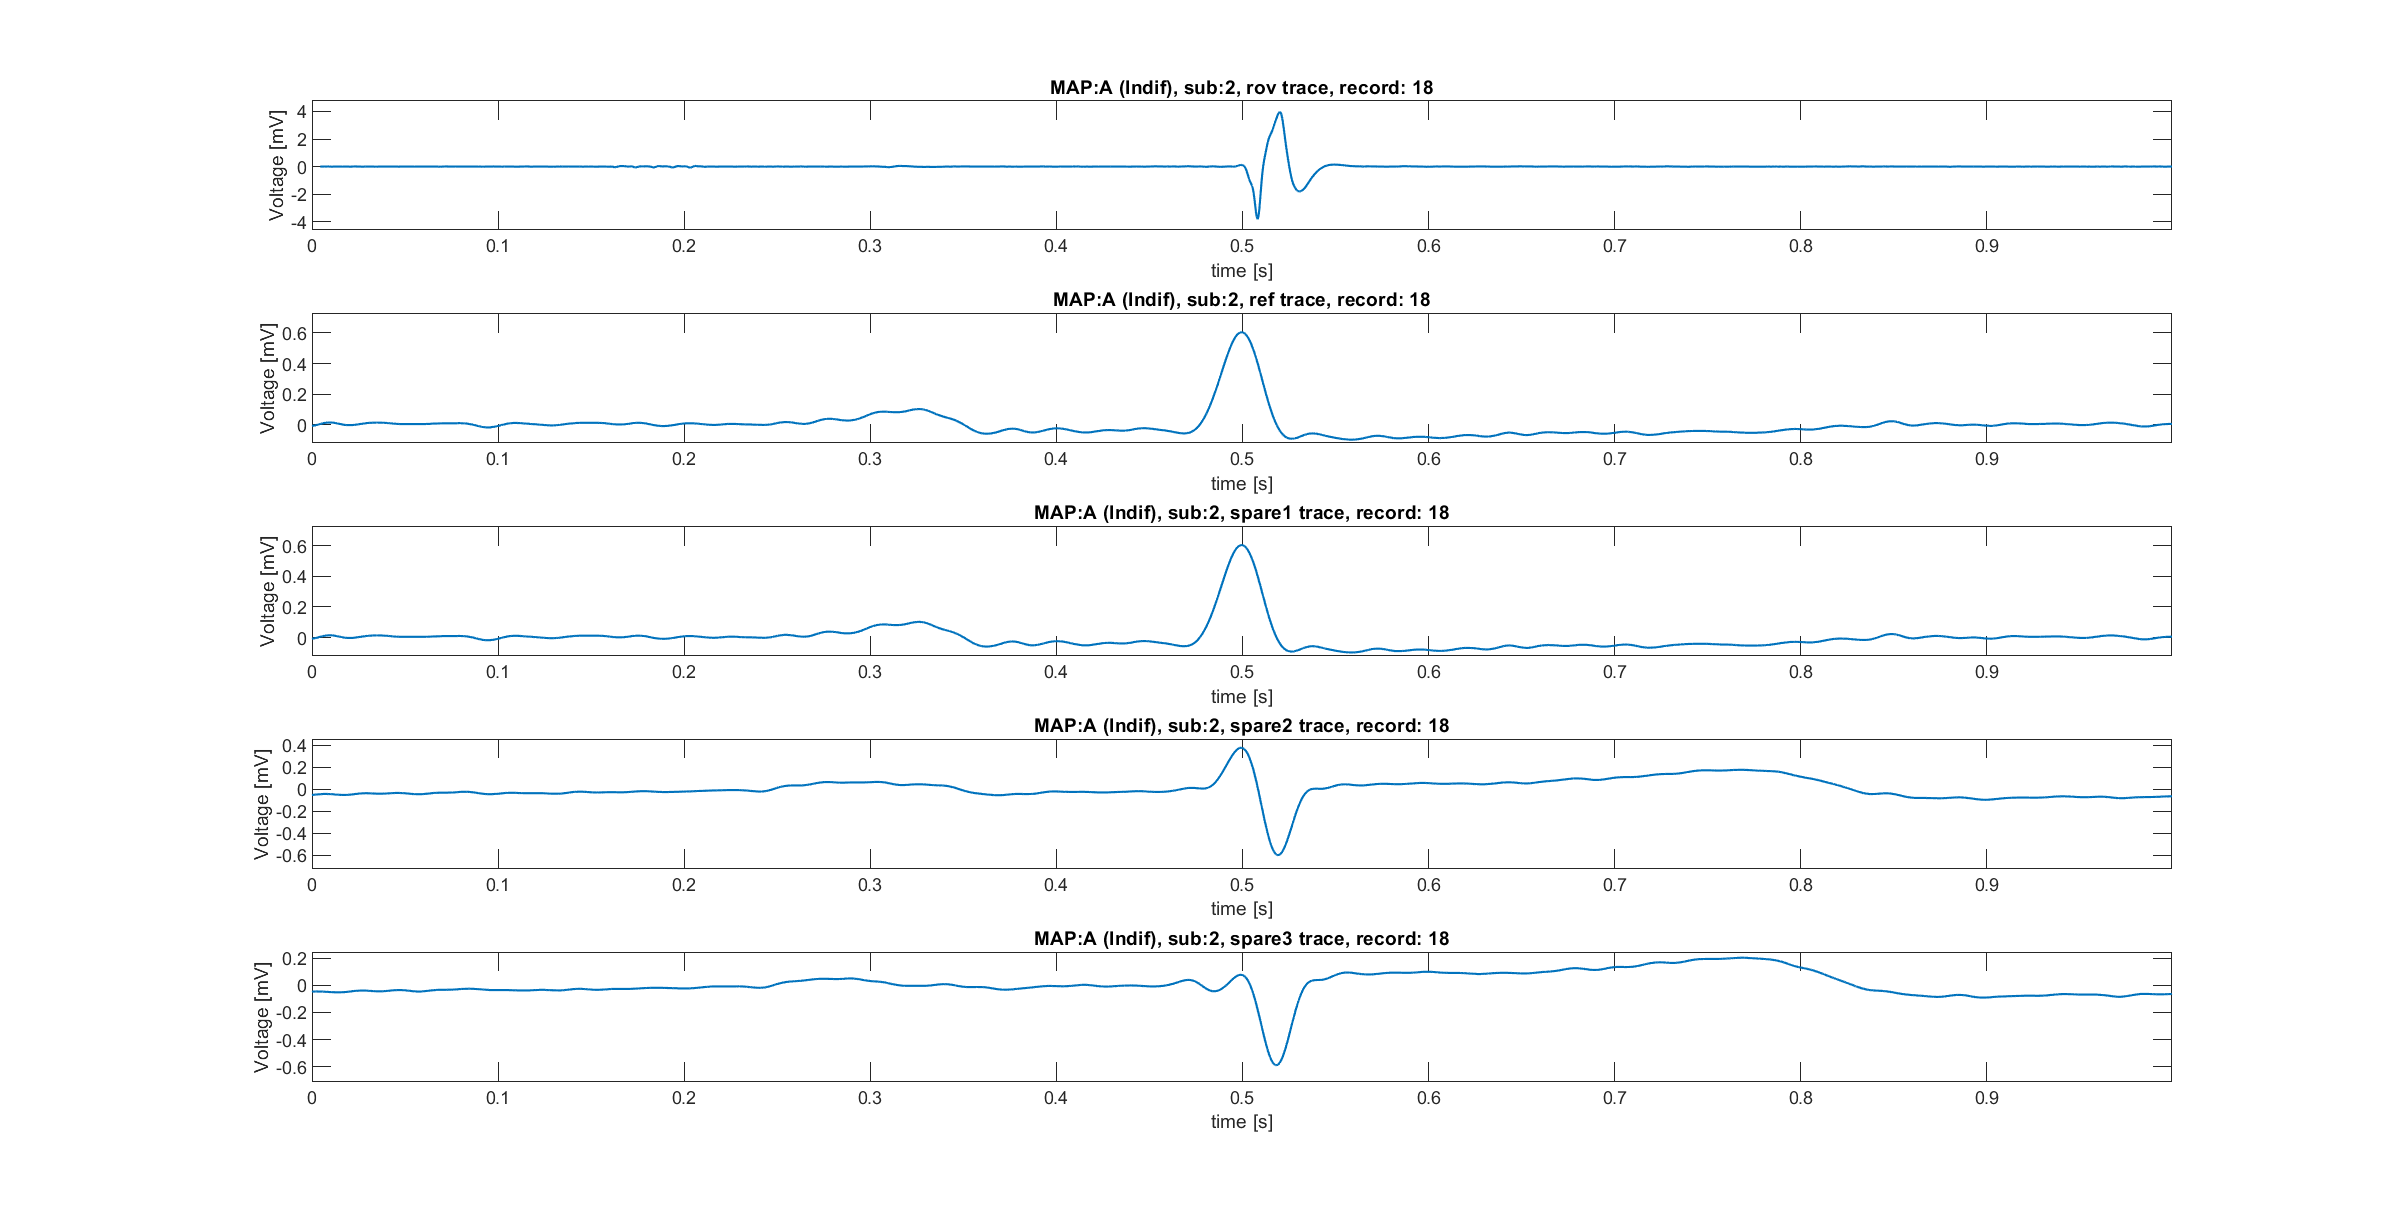 MAP:A (Indif), sub:2, rov trace, record: 18
Voltage [mV]
4
2
0
-2
-4
0 0.1 0.2 0.3 0.4 0.5 0.6 0.7 0.8 0.9
time [s]
MAP:A (Indif), sub:2, ref trace, record: 18
Voltage [mV]
0.6
0.4
0.2
0
0 0.1 0.2 0.3 0.4 0.5 0.6 0.7 0.8 0.9
time [s]
MAP:A (Indif), sub:2, spare1 trace, record: 18
Voltage [mV]
0.6
0.4
0.2
0
0 0.1 0.2 0.3 0.4 0.5 0.6 0.7 0.8 0.9
time [s]
MAP:A (Indif), sub:2, spare2 trace, record: 18
Voltage [mV]
0.4
0.2
0
-0.2
-0.4
-0.6
0 0.1 0.2 0.3 0.4 0.5 0.6 0.7 0.8 0.9
time [s]
MAP:A (Indif), sub:2, spare3 trace, record: 18
Voltage [mV]
0.2
0
-0.2
-0.4
-0.6
0 0.1 0.2 0.3 0.4 0.5 0.6 0.7 0.8 0.9
time [s]